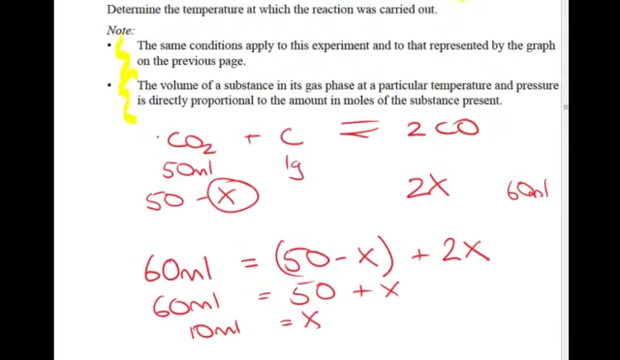 Determine the temperature at which the reaction was carried out.
Note:
• The same conditions apply to this experiment and to that represented by the graph
on the previous page.
• The volume of a substance in its gas phase at a particular temperature and pressure
is directly proportional to the amount in moles of the substance present.
CO2 + C ⇌ 2CO
50ml 1g
50 - x 2x 60ml
60ml = (50 - x) + 2x
60ml = 50 + x
10ml = x